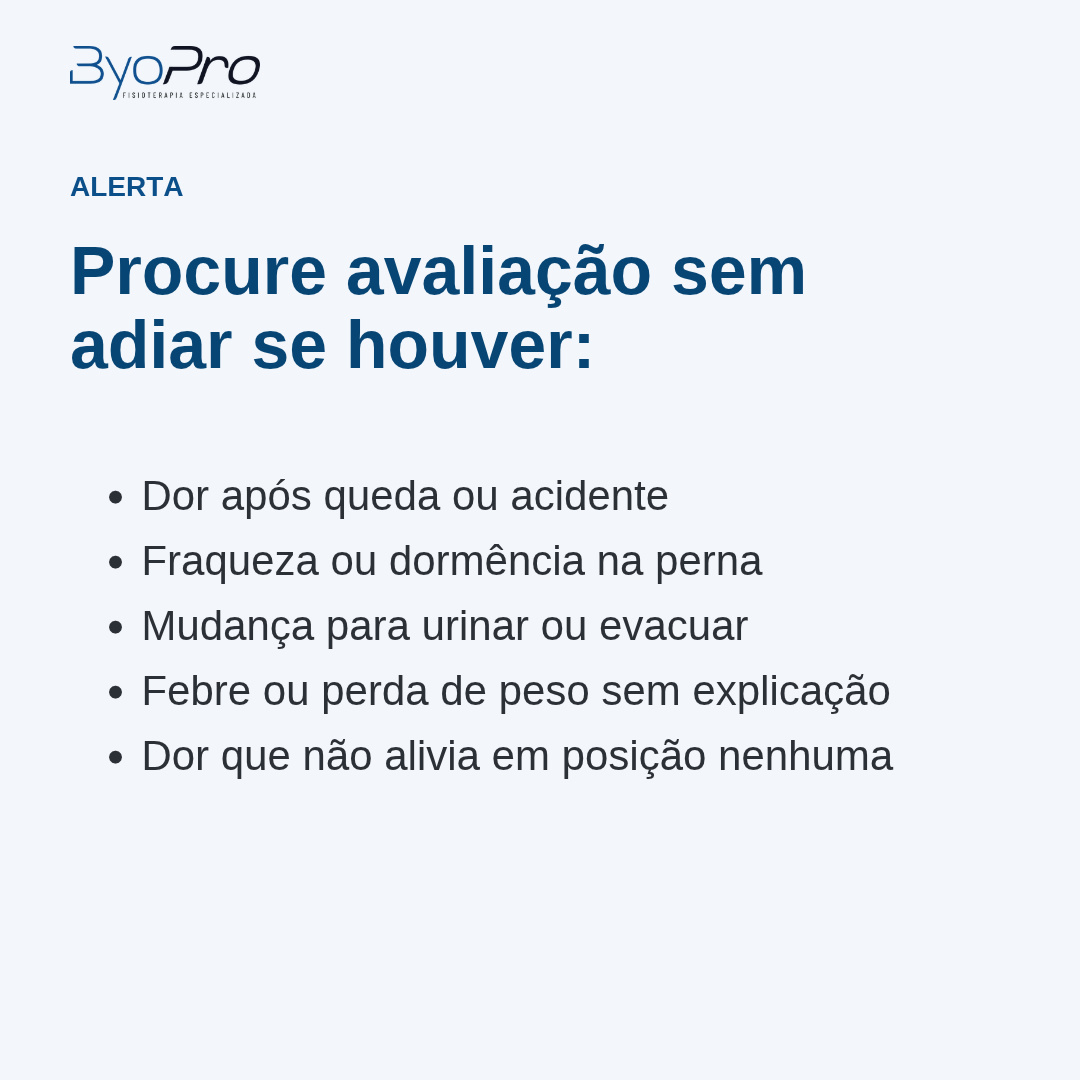 ByoPro
FISIOTERAPIA ESPECIALIZADA
ALERTA
Procure avaliação sem
adiar se houver:
• Dor após queda ou acidente
• Fraqueza ou dormência na perna
• Mudança para urinar ou evacuar
• Febre ou perda de peso sem explicação
• Dor que não alivia em posição nenhuma